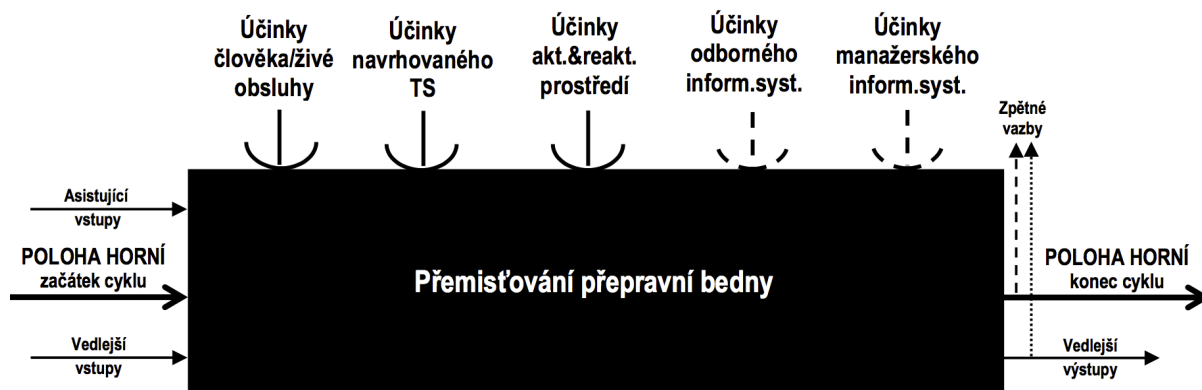 Účinky
člověka/živé
obsluhy
Účinky
navrhovaného
TS
Účinky
akt.&reakt.
prostředí
Účinky
odborného
inform.syst.
Účinky
manažerského
inform.syst.
Zpětné
vazby
Asistující
vstupy
POLOHA HORNÍ
začátek cyklu
Vedlejší
vstupy
Přemisťování přepravní bedny
POLOHA HORNÍ
konec cyklu
Vedlejší
výstupy